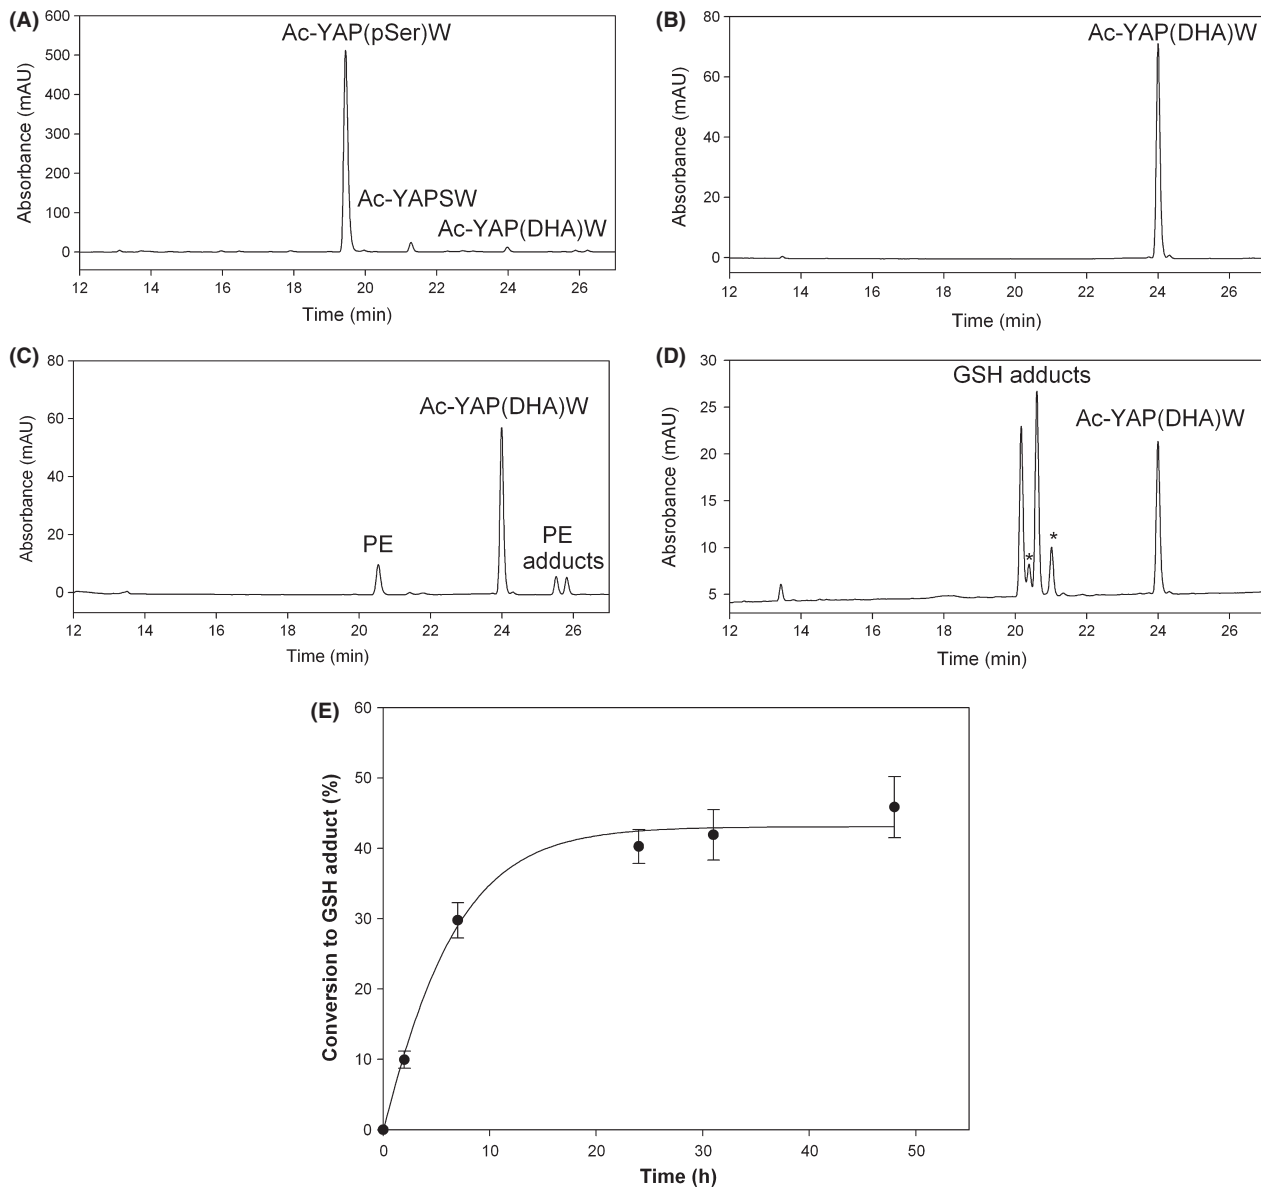 (A)
600
500
400
300
200
100
0
Absorbance (mAU)
Ac-YAP(pSer)W
Ac-YAPSW
Ac-YAP(DHA)W
12 14 16 18 20 22 24 26
Time (min)
(B)
80
60
40
20
0
Absorbance (mAU)
Ac-YAP(DHA)W
12 14 16 18 20 22 24 26
Time (min)
(C)
80
60
40
20
0
Absorbance (mAU)
Ac-YAP(DHA)W
PE
PE
adducts
12 14 16 18 20 22 24 26
Time (min)
(D)
30
25
20
15
10
5
Absrobance (mAU)
GSH adducts
Ac-YAP(DHA)W
* *
12 14 16 18 20 22 24 26
Time (min)
(E)
60
50
40
30
20
10
0
Conversion to GSH adduct (%)
0 10 20 30 40 50
Time (h)